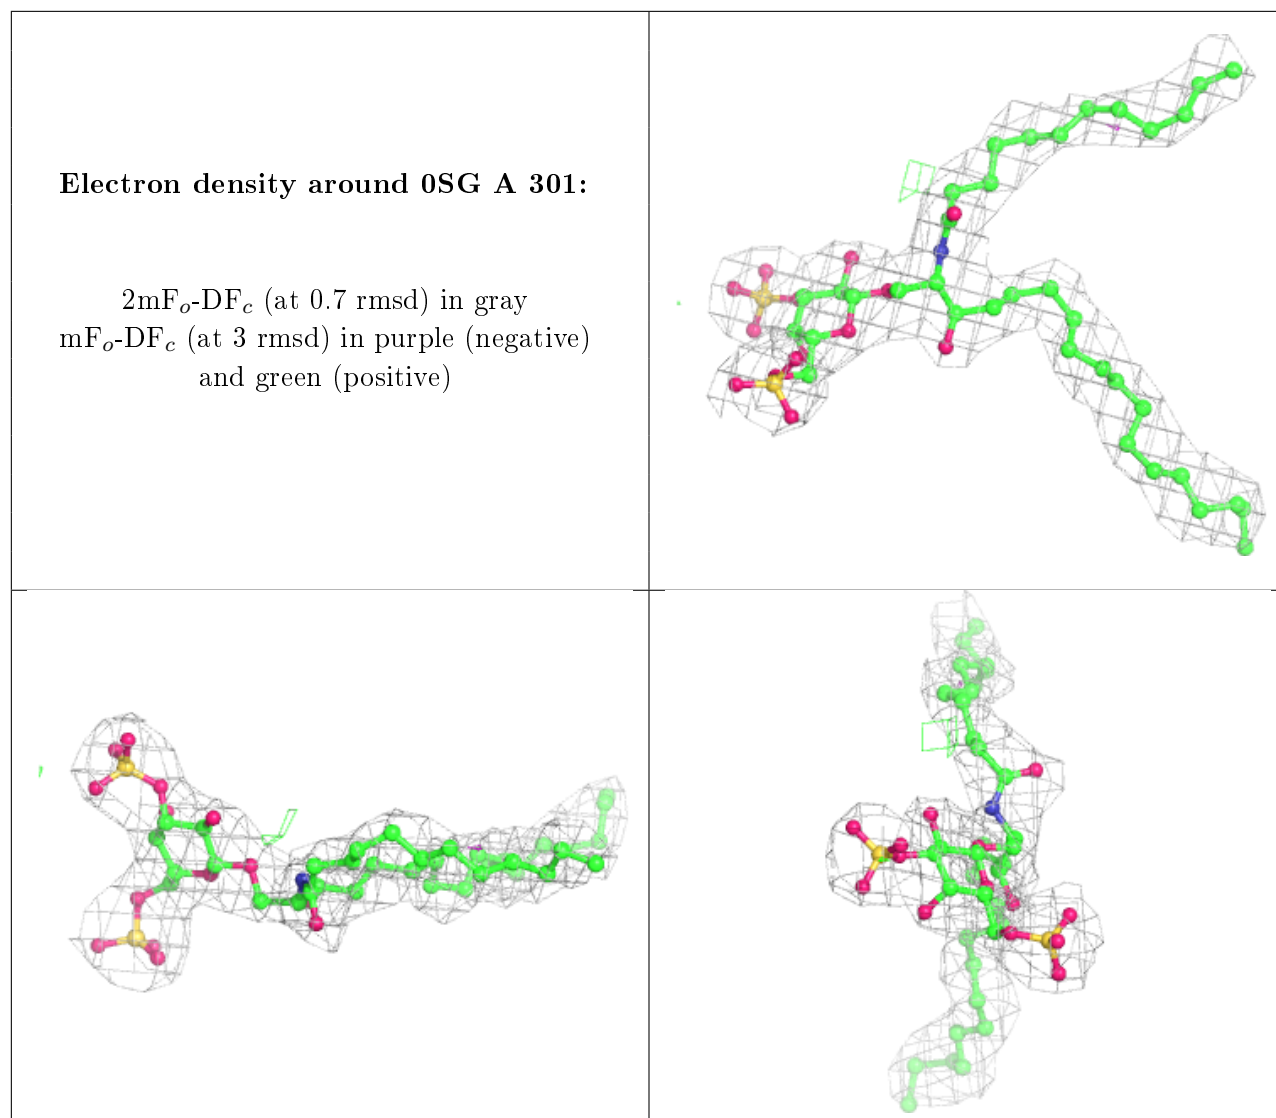 Electron density around 0SG A 301:
2mFₒ-DF𝒸 (at 0.7 rmsd) in gray
mFₒ-DF𝒸 (at 3 rmsd) in purple (negative)
and green (positive)